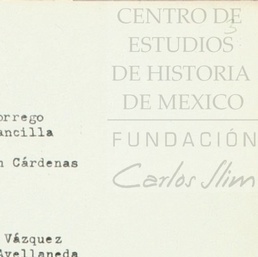 CENTRO DE
ESTUDIOS
DE HISTORIA
DE MEXICO
FUNDACIÓN
Carlos Slim
orrego
ancilla
n Cárdenas
Vázquez
Avellaneda